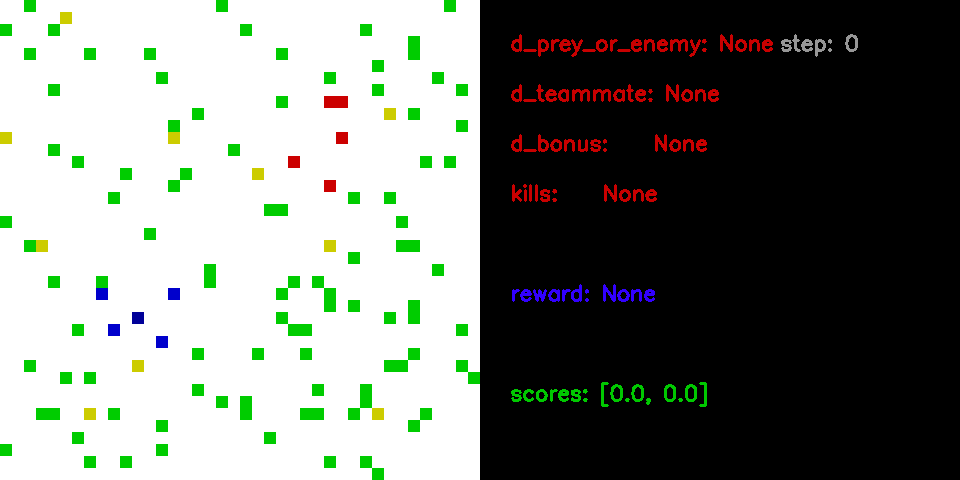 d_prey_or_enemy: None step: 0
d_teammate: None
d_bonus: None
kills: None
reward: None
scores: [0.0, 0.0]